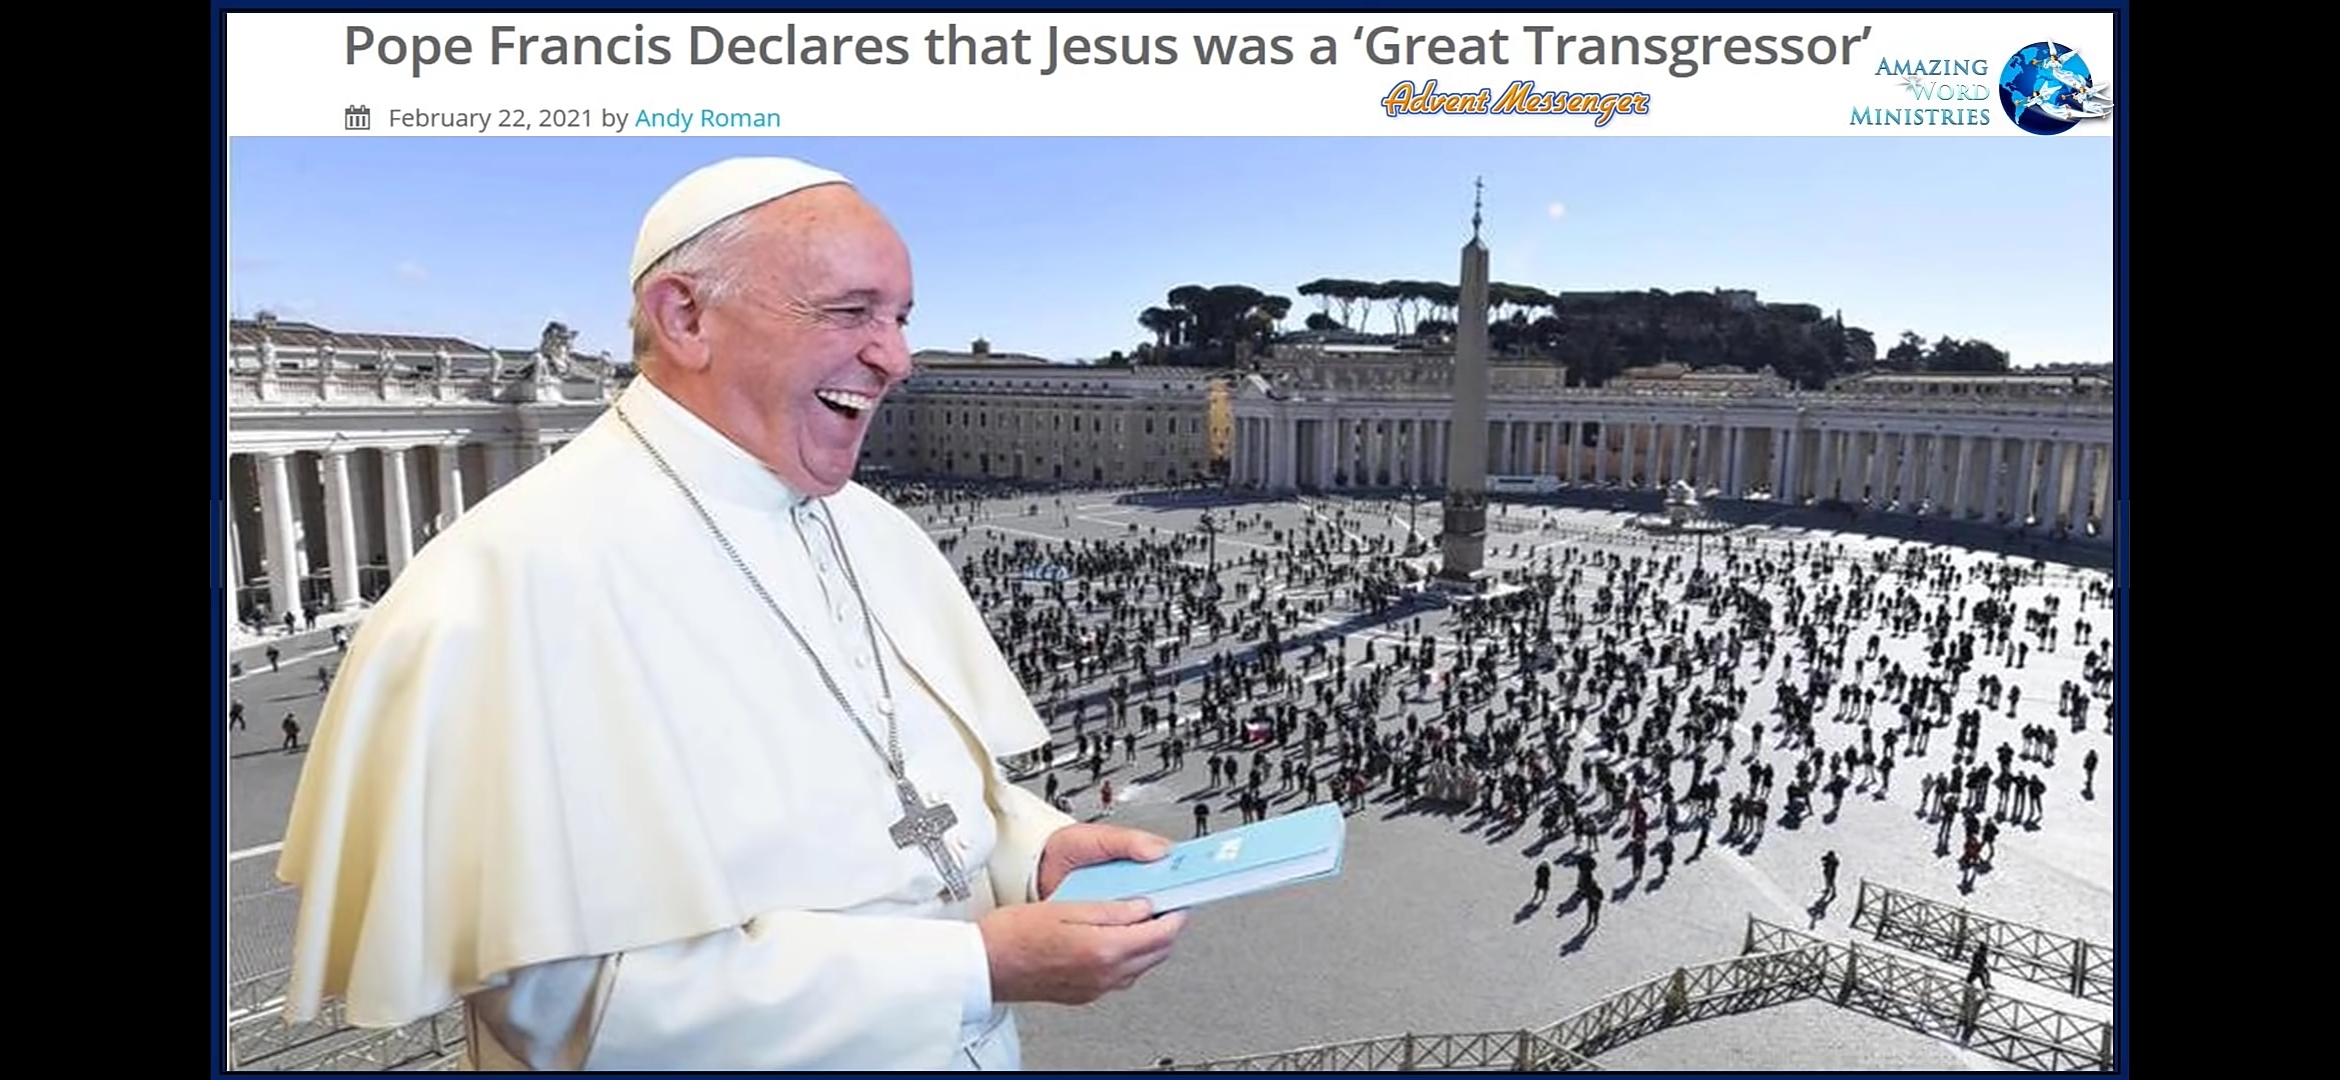 Pope Francis Declares that Jesus was a ‘Great Transgressor’
February 22, 2021 by Andy Roman
Advent Messenger
AMAZING
WORD
MINISTRIES